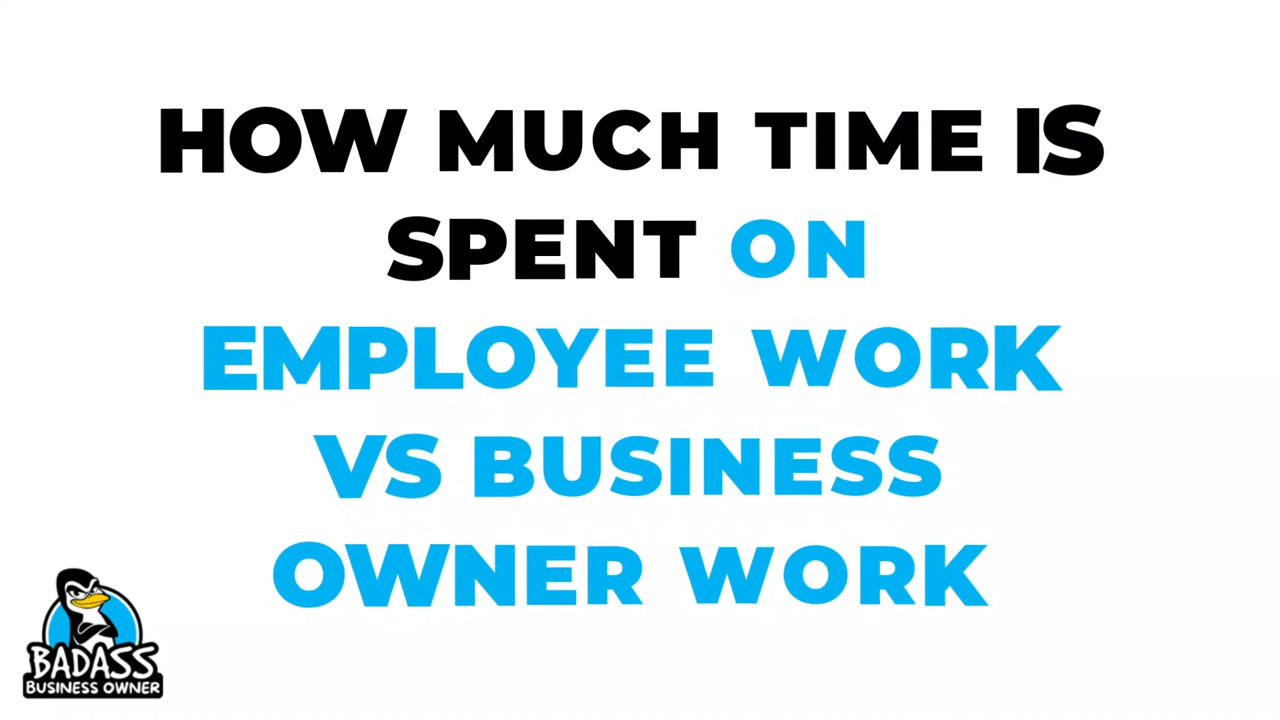 HOW MUCH TIME IS
SPENT ON
EMPLOYEE WORK
VS BUSINESS
OWNER WORK
BADASS
BUSINESS OWNER